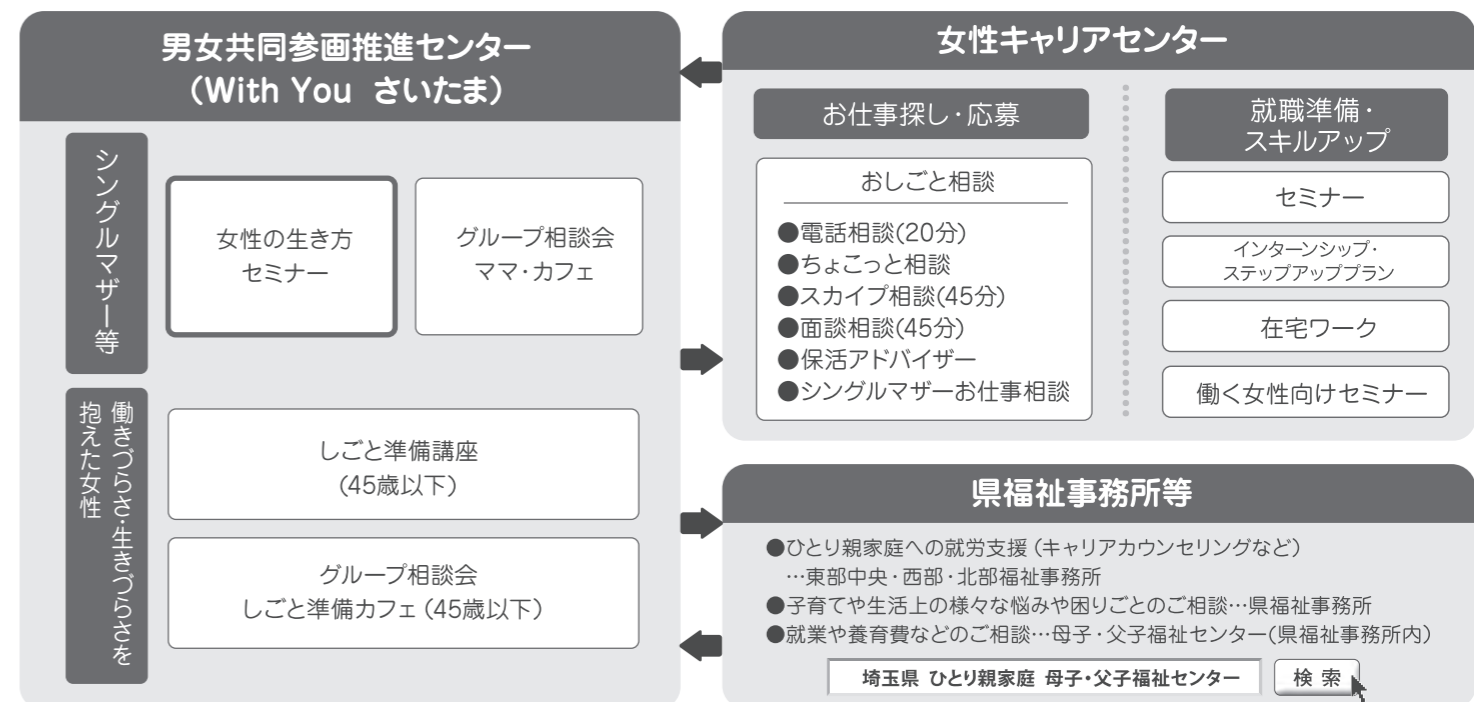 男女共同参画推進センター
（With You さいたま）
シングルマザー等
女性の生き方
セミナー
グループ相談会
ママ・カフェ
働きづらさ・生きづらさを
抱えた女性
しごと準備講座
（45歳以下）
グループ相談会
しごと準備カフェ（45歳以下）
女性キャリアセンター
お仕事探し・応募
おしごと相談
●電話相談(20分)
●ちょこっと相談
●スカイプ相談(45分)
●面談相談(45分)
●保活アドバイザー
●シングルマザーお仕事相談
就職準備・
スキルアップ
セミナー
インターンシップ・
ステップアッププラン
在宅ワーク
働く女性向けセミナー
県福祉事務所等
●ひとり親家庭への就労支援（キャリアカウンセリングなど）
…東部中央・西部・北部福祉事務所
●子育てや生活上の様々な悩みや困りごとのご相談…県福祉事務所
●就業や養育費などのご相談…母子・父子福祉センター（県福祉事務所内）
埼玉県 ひとり親家庭 母子・父子福祉センター
検 索